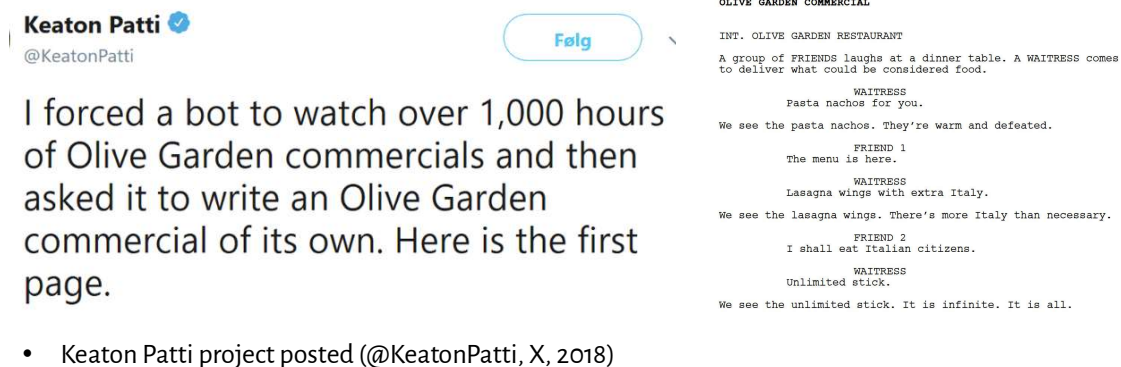 Keaton Patti
@KeatonPatti
Følg
I forced a bot to watch over 1,000 hours
of Olive Garden commercials and then
asked it to write an Olive Garden
commercial of its own. Here is the first
page.
• Keaton Patti project posted (@KeatonPatti, X, 2018)
OLIVE GARDEN COMMERCIAL
INT. OLIVE GARDEN RESTAURANT
A group of FRIENDS laughs at a dinner table. A WAITRESS comes
to deliver what could be considered food.
WAITRESS
Pasta nachos for you.
We see the pasta nachos. They're warm and defeated.
FRIEND 1
The menu is here.
WAITRESS
Lasagna wings with extra Italy.
We see the lasagna wings. There's more Italy than necessary.
FRIEND 2
I shall eat Italian citizens.
WAITRESS
Unlimited stick.
We see the unlimited stick. It is infinite. It is all.